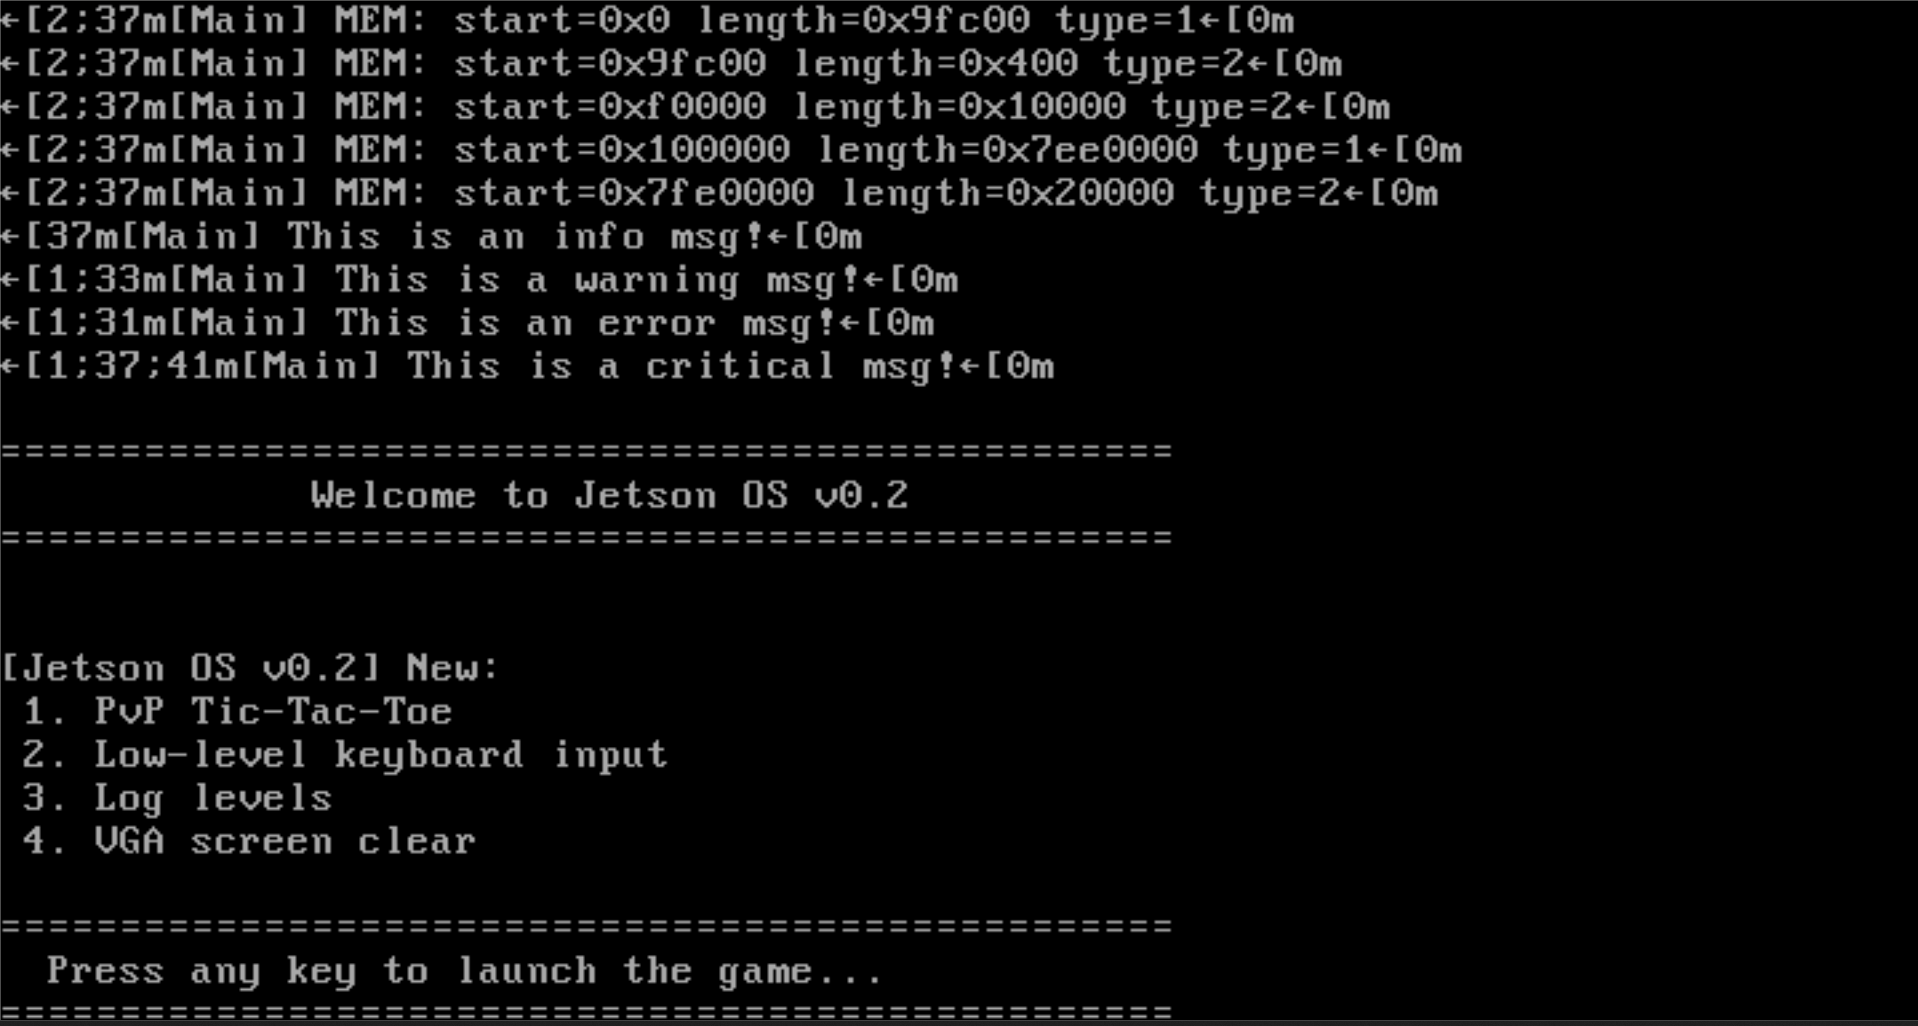 ←[2;37m[Main] MEM: start=0x0 length=0x9fc00 type=1←[0m
←[2;37m[Main] MEM: start=0x9fc00 length=0x400 type=2←[0m
←[2;37m[Main] MEM: start=0xf0000 length=0x10000 type=2←[0m
←[2;37m[Main] MEM: start=0x100000 length=0x7ee0000 type=1←[0m
←[2;37m[Main] MEM: start=0x7fe0000 length=0x20000 type=2←[0m
←[37m[Main] This is an info msg!←[0m
←[1;33m[Main] This is a warning msg!←[0m
←[1;31m[Main] This is an error msg!←[0m
←[1;37;41m[Main] This is a critical msg!←[0m
=================================================
Welcome to Jetson OS v0.2
=================================================
[Jetson OS v0.2] New:
1. PvP Tic-Tac-Toe
2. Low-level keyboard input
3. Log levels
4. VGA screen clear
=================================================
Press any key to launch the game...
=================================================